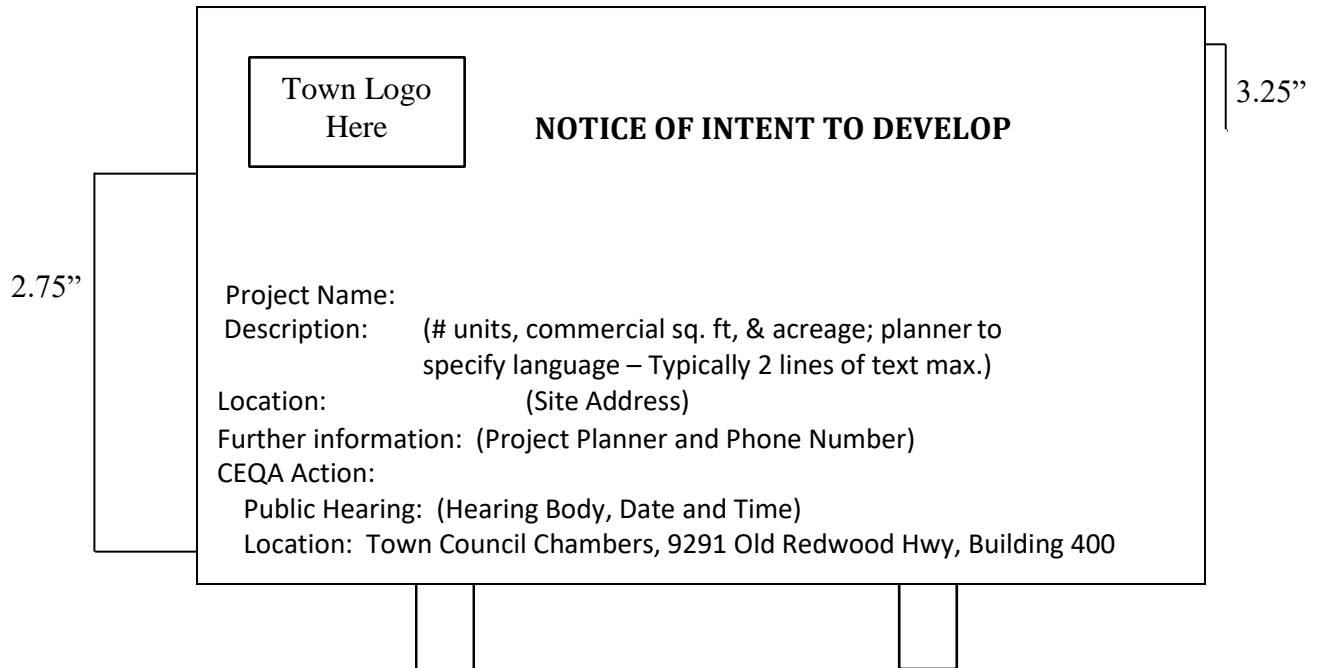 Town Logo
Here
3.25”
NOTICE OF INTENT TO DEVELOP
2.75”
Project Name:
Description: (# units, commercial sq. ft, & acreage; planner to
specify language – Typically 2 lines of text max.)
Location: (Site Address)
Further information: (Project Planner and Phone Number)
CEQA Action:
Public Hearing: (Hearing Body, Date and Time)
Location: Town Council Chambers, 9291 Old Redwood Hwy, Building 400